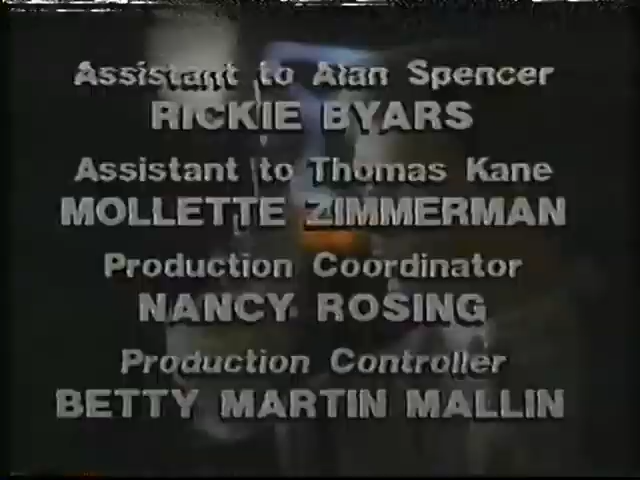 Assistant to Alan Spencer
RICKIE BYARS
Assistant to Thomas Kane
MOLLETTE ZIMMERMAN
Production Coordinator
NANCY ROSING
Production Controller
BETTY MARTIN MALLIN